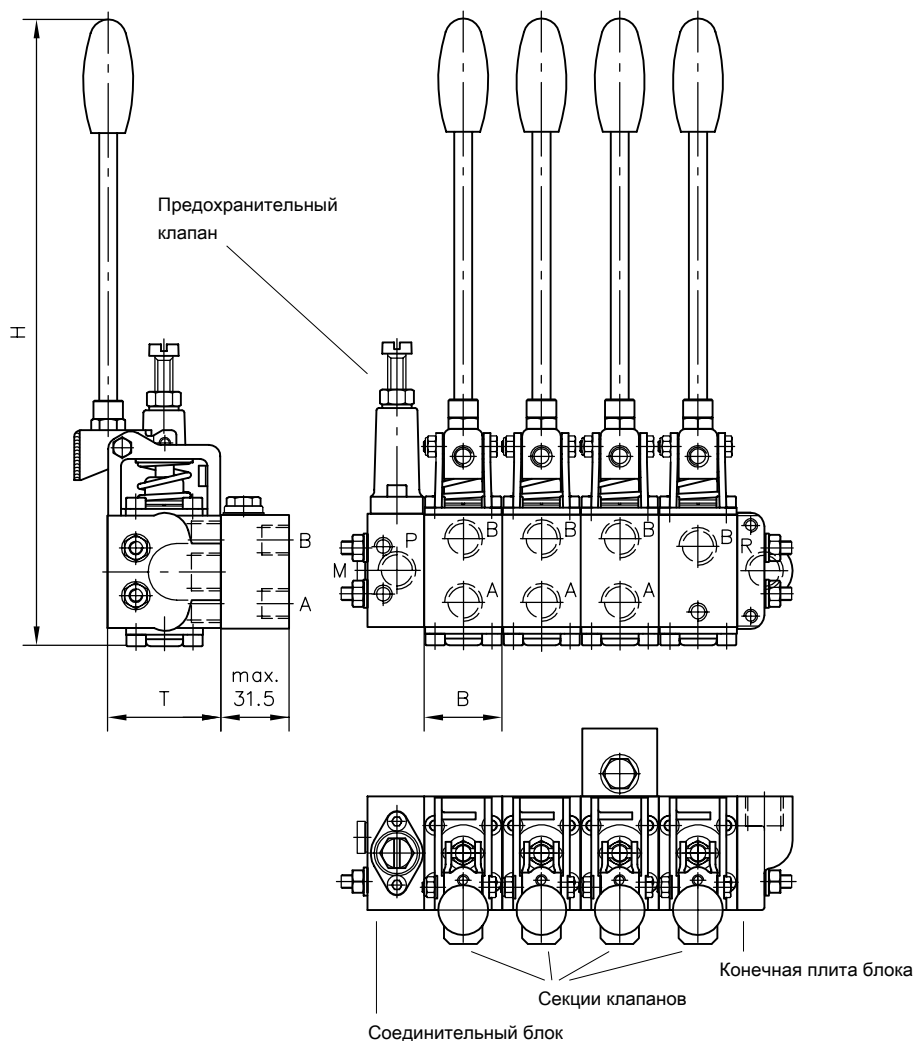 Предохранительный
клапан
H
P
B
B
B
B
R
M
B
A
A
A
A
T
max.
31.5
B
Конечная плита блока
Секции клапанов
Соединительный блок